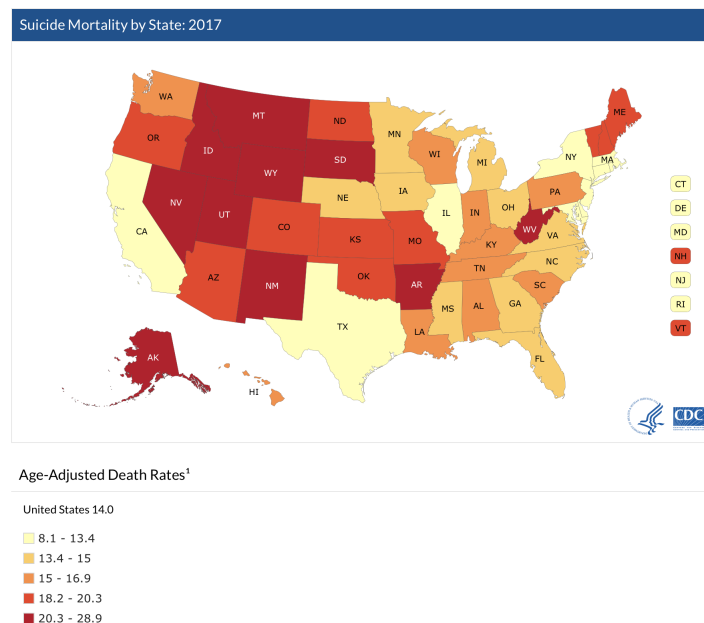 Suicide Mortality by State: 2017
WA
MT
ND
MN
ME
OR
ID
SD
WI
MI
NY
MA
WY
CT
NE
IA
PA
NV
UT
IL
IN
OH
DE
CA
CO
KS
MO
WV
VA
MD
KY
NH
AZ
NM
OK
AR
TN
NC
NJ
MS
AL
GA
SC
RI
TX
LA
VT
AK
FL
HI
CDC
Age-Adjusted Death Rates¹
United States 14.0
8.1 - 13.4
13.4 - 15
15 - 16.9
18.2 - 20.3
20.3 - 28.9